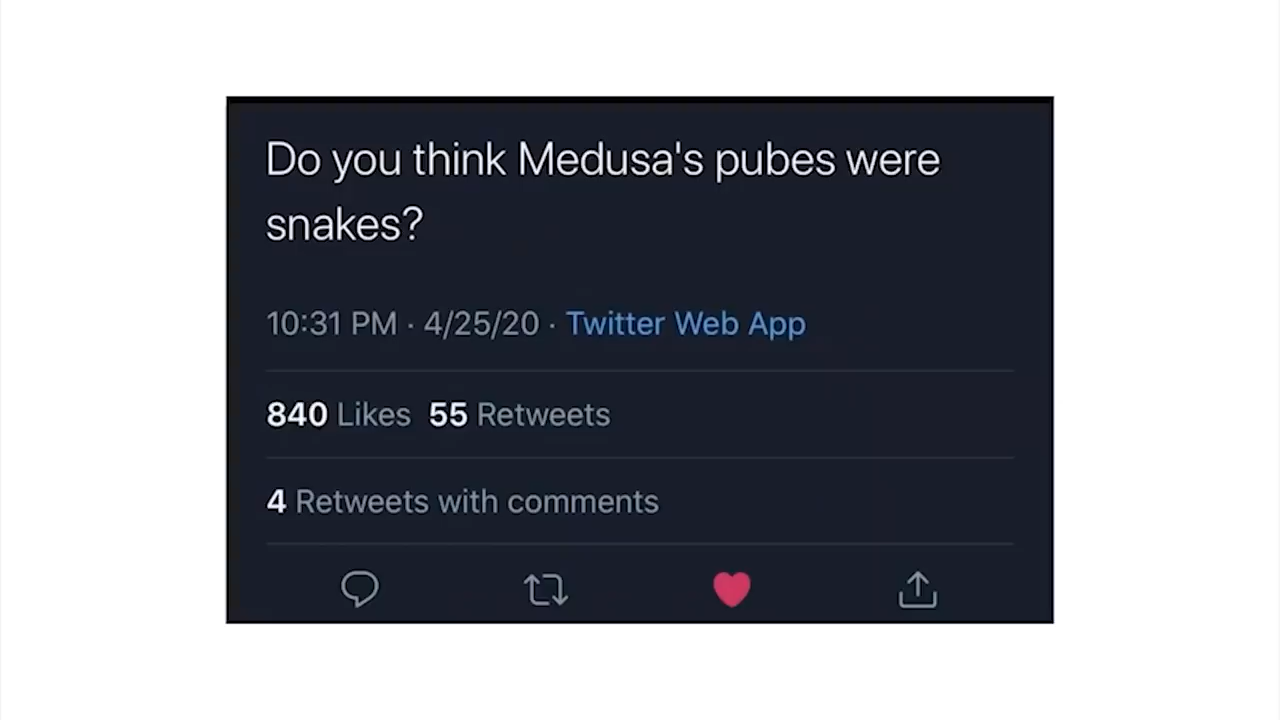 Do you think Medusa's pubes were
snakes?
10:31 PM · 4/25/20 · Twitter Web App
840 Likes 55 Retweets
4 Retweets with comments